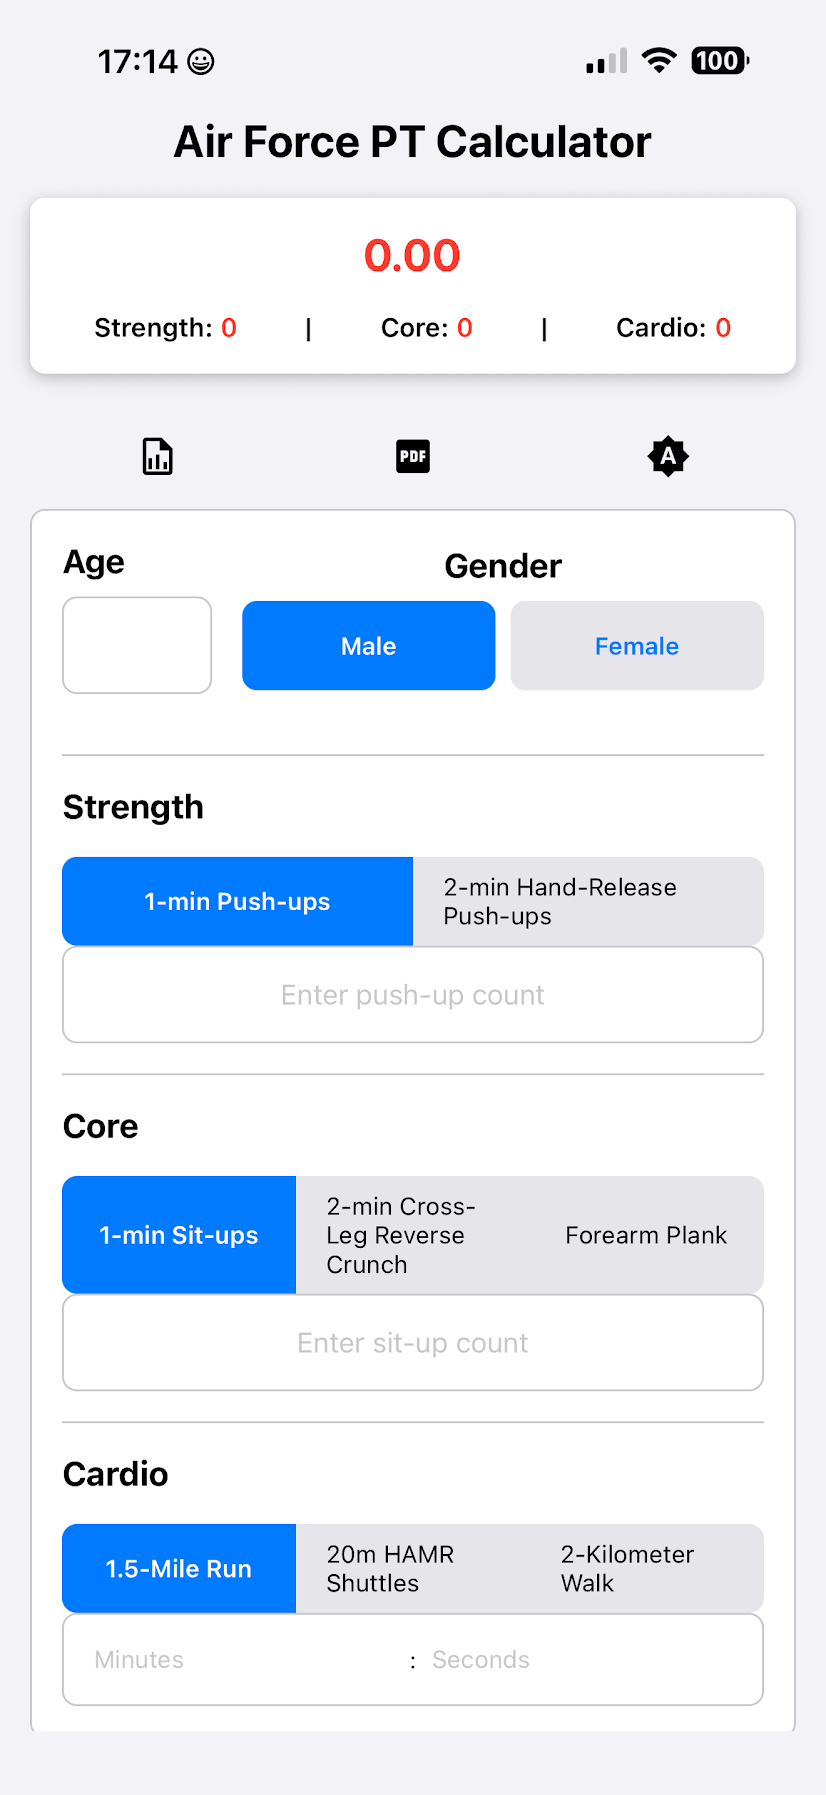 17:14
100
Air Force PT Calculator
0.00
Strength: 0 | Core: 0 | Cardio: 0
PDF
A
Age
Gender
Male
Female
Strength
1-min Push-ups
2-min Hand-Release
Push-ups
Enter push-up count
Core
1-min Sit-ups
2-min Cross-
Leg Reverse
Crunch
Forearm Plank
Enter sit-up count
Cardio
1.5-Mile Run
20m HAMR
Shuttles
2-Kilometer
Walk
Minutes : Seconds